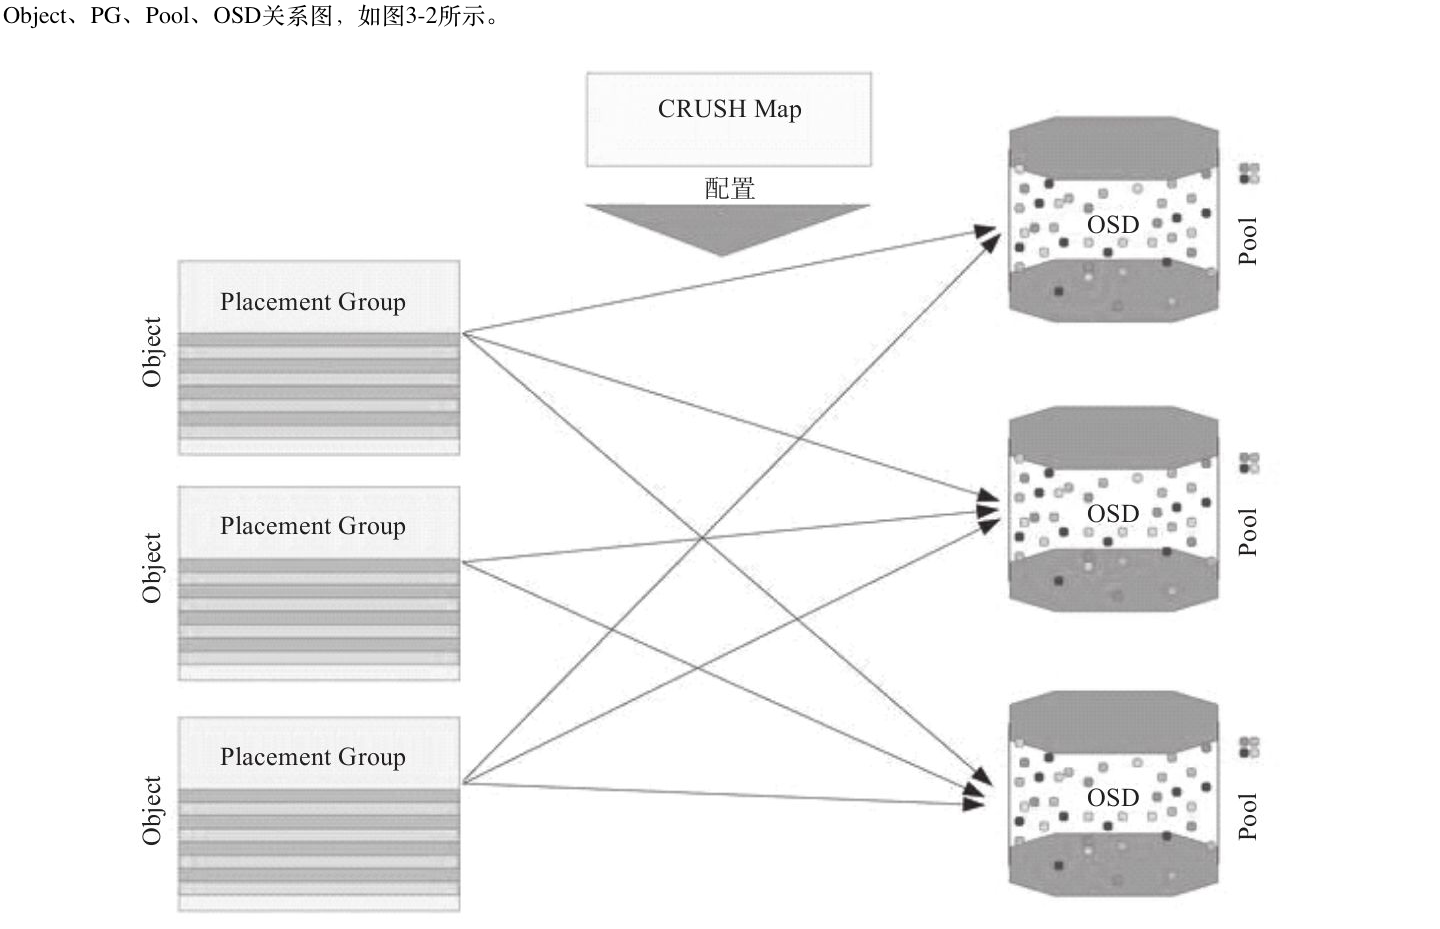 Object、PG、Pool、OSD关系图，如图3-2所示。
CRUSH Map
配置
Placement Group
Object
Placement Group
Object
Placement Group
Object
OSD
Pool
OSD
Pool
OSD
Pool